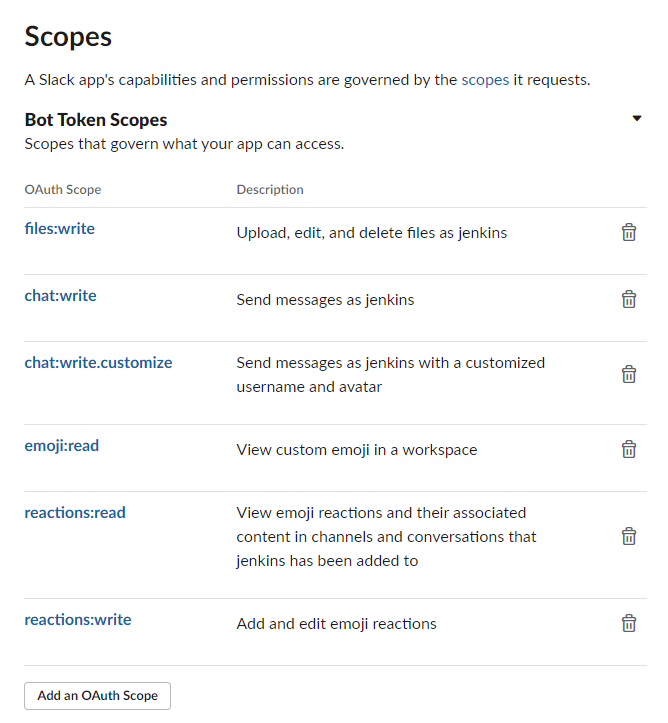 Scopes
A Slack app's capabilities and permissions are governed by the scopes it requests.
Bot Token Scopes
Scopes that govern what your app can access.
OAuth Scope Description
files:write Upload, edit, and delete files as jenkins
chat:write Send messages as jenkins
chat:write.customize Send messages as jenkins with a customized
username and avatar
emoji:read View custom emoji in a workspace
reactions:read View emoji reactions and their associated
content in channels and conversations that
jenkins has been added to
reactions:write Add and edit emoji reactions
Add an OAuth Scope